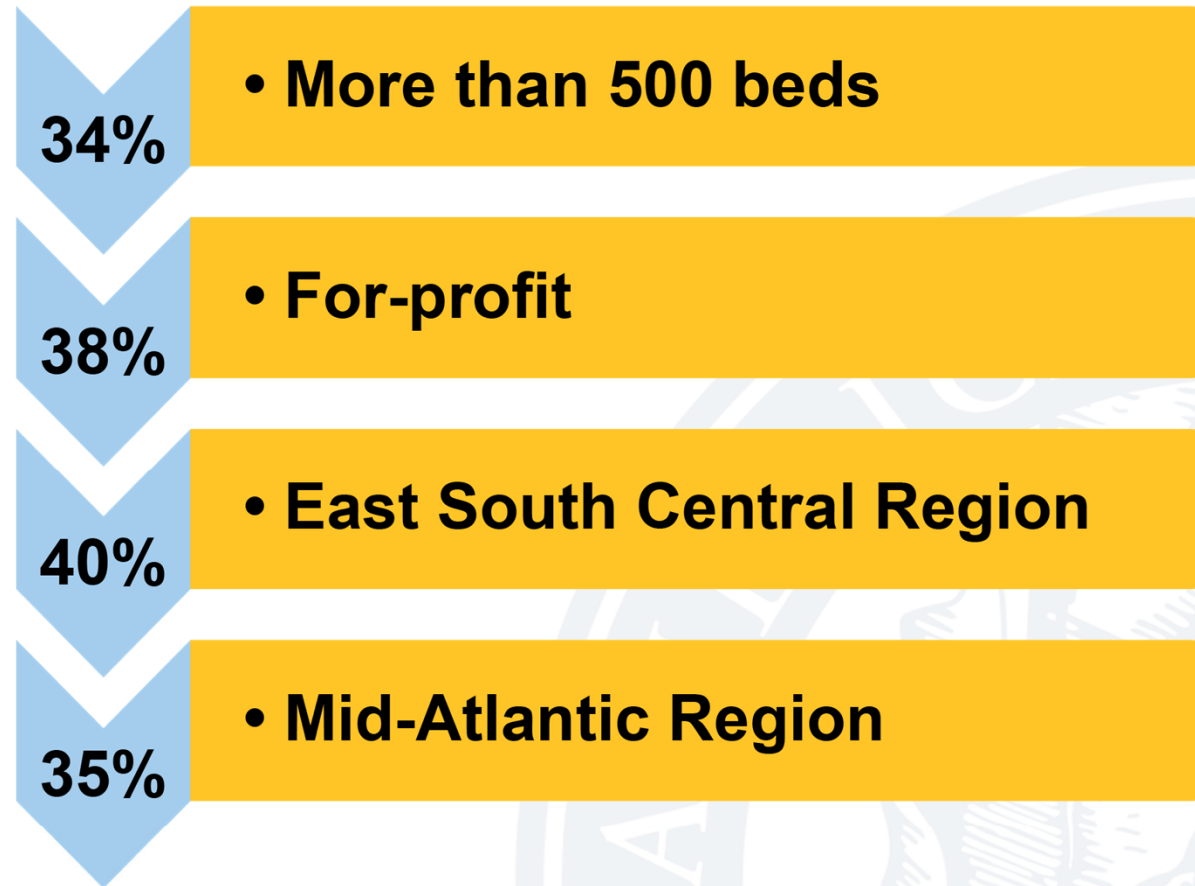 34%
• More than 500 beds
38%
• For-profit
40%
• East South Central Region
35%
• Mid-Atlantic Region